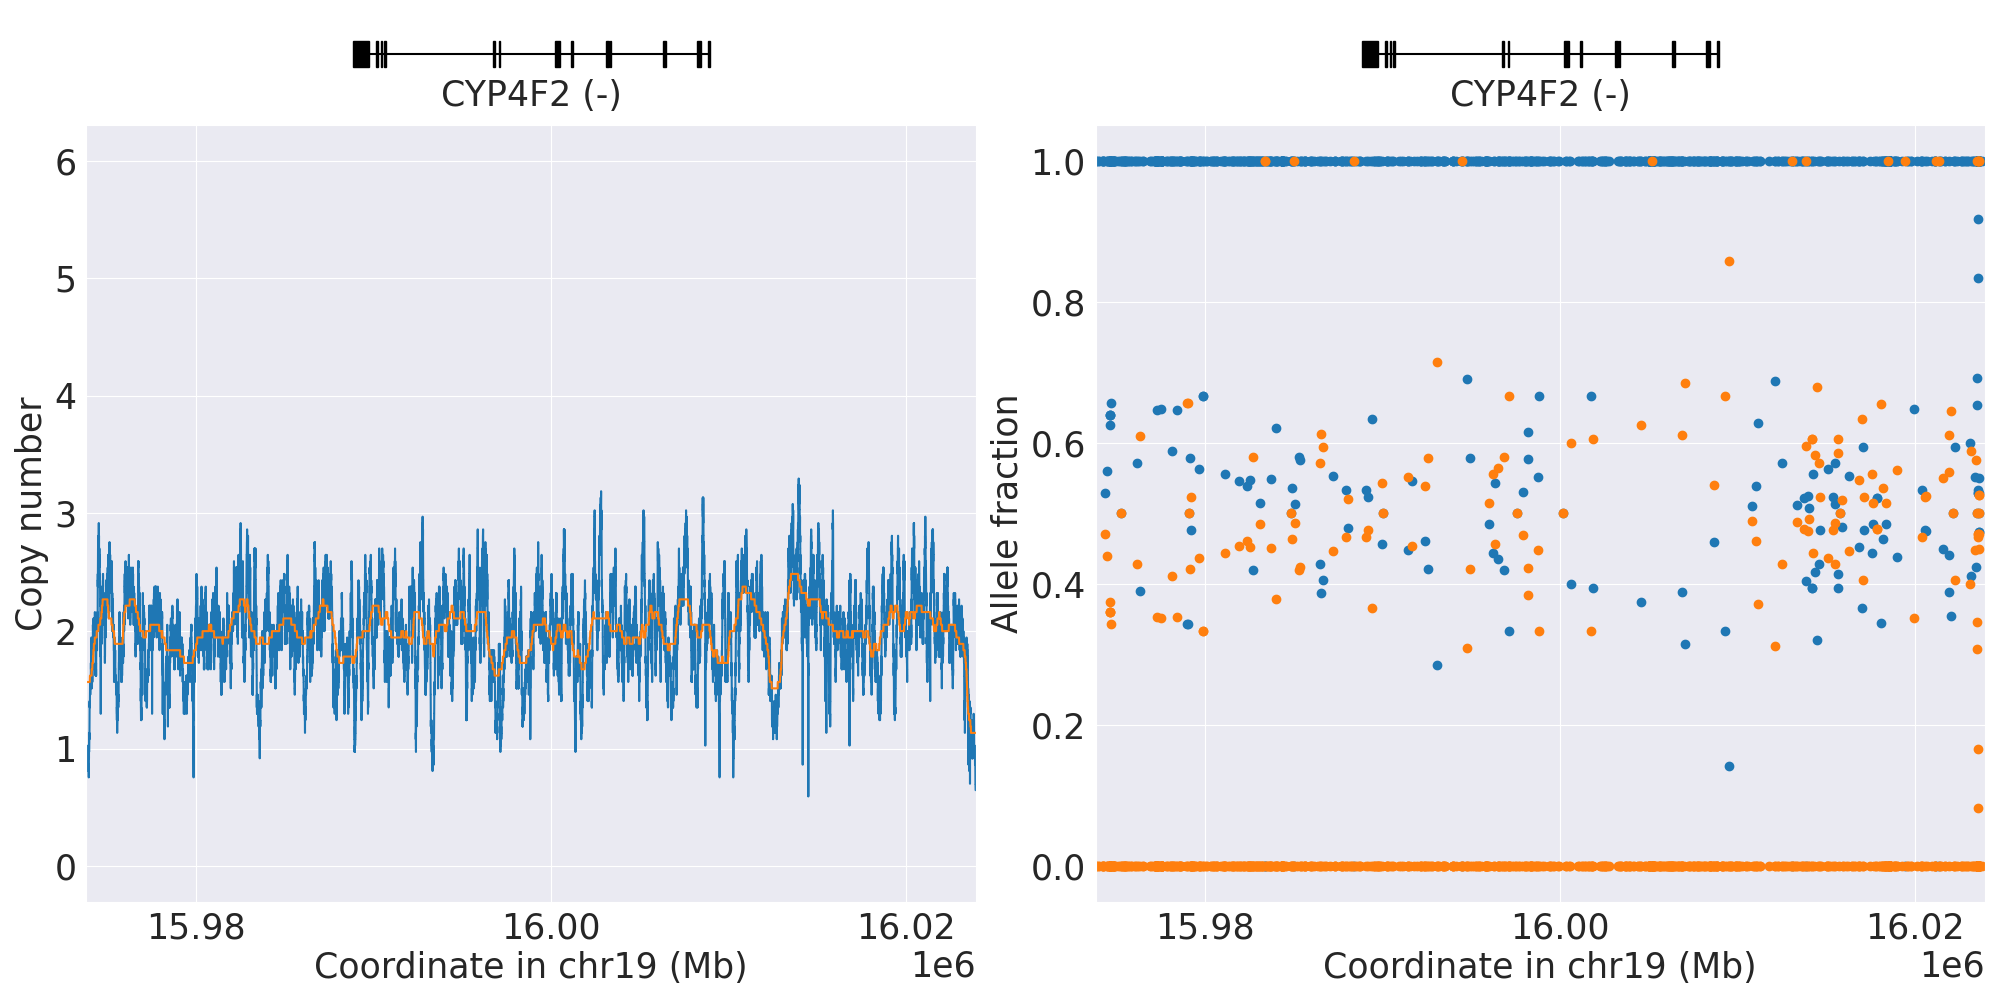 CYP4F2 (-)
Copy number
6
5
4
3
2
1
0
15.98
16.00
16.02
Coordinate in chr19 (Mb)
1e6
CYP4F2 (-)
Allele fraction
1.0
0.8
0.6
0.4
0.2
0.0
15.98
16.00
16.02
Coordinate in chr19 (Mb)
1e6